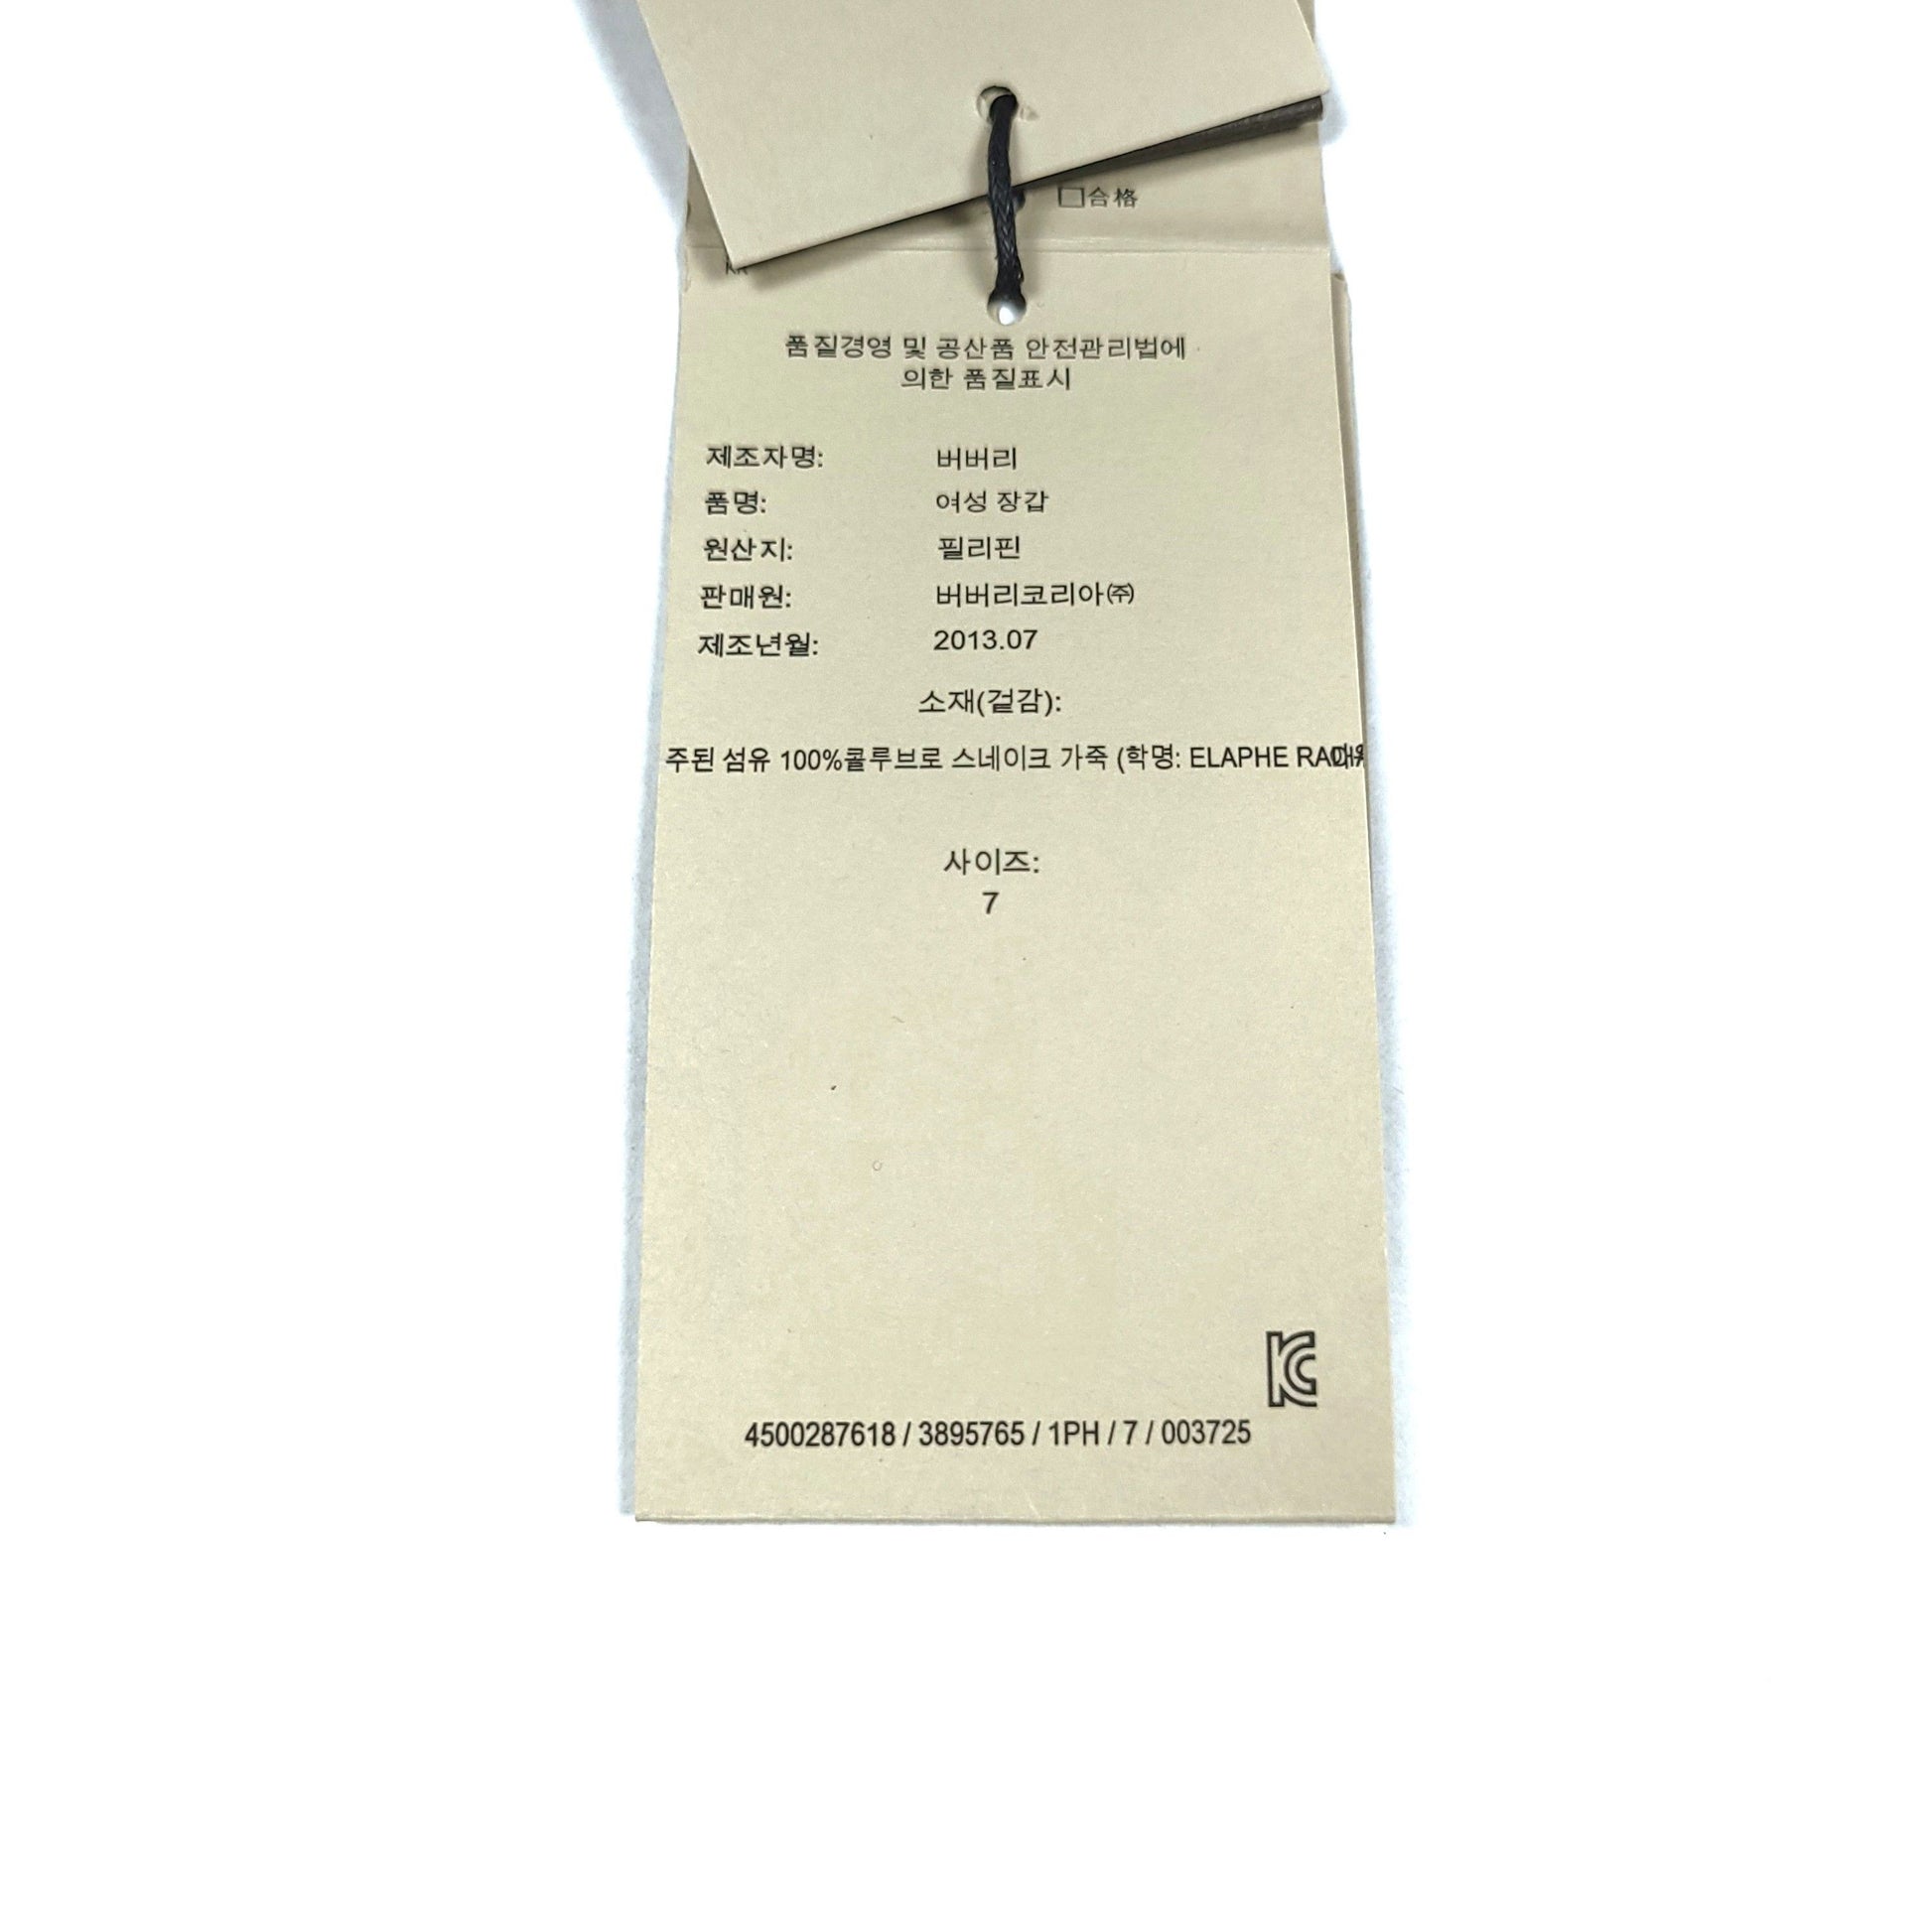 □合格
KR
품질경영 및 공산품 안전관리법에
의한 품질표시
제조자명: 버버리
품명: 여성 장갑
원산지: 필리핀
판매원: 버버리코리아㈜
제조년월: 2013.07
소재(겉감):
주된 섬유 100%콜루브로 스네이크 가죽 (학명: ELAPHE
사이즈:
7
KC
4500287618 / 3895765 / 1PH / 7 / 003725